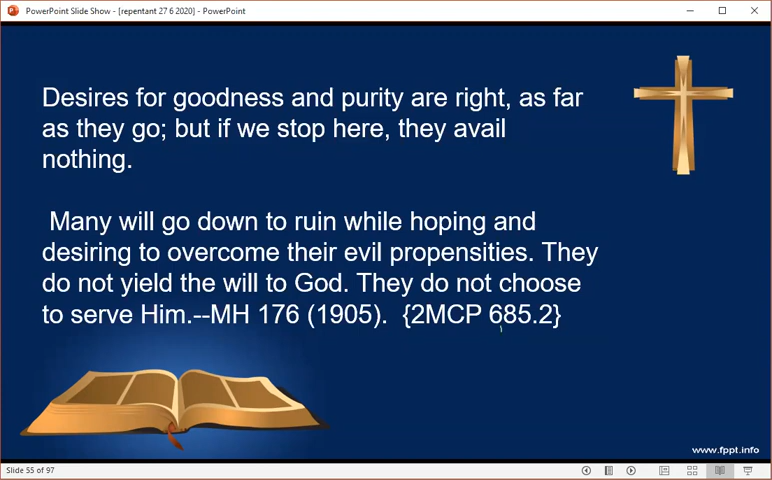 PowerPoint Slide Show - [repentant 27 6 2020] - PowerPoint
Desires for goodness and purity are right, as far
as they go; but if we stop here, they avail
nothing.
Many will go down to ruin while hoping and
desiring to overcome their evil propensities. They
do not yield the will to God. They do not choose
to serve Him.--MH 176 (1905).  {2MCP 685.2}
www.fppt.info
Slide 55 of 97